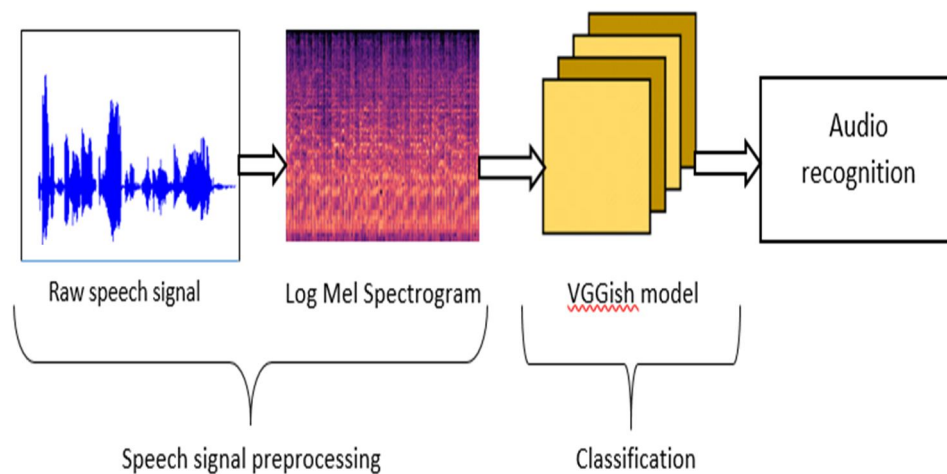 Audio
recognition
Raw speech signal
Log Mel Spectrogram
VGGish model
Speech signal preprocessing
Classification